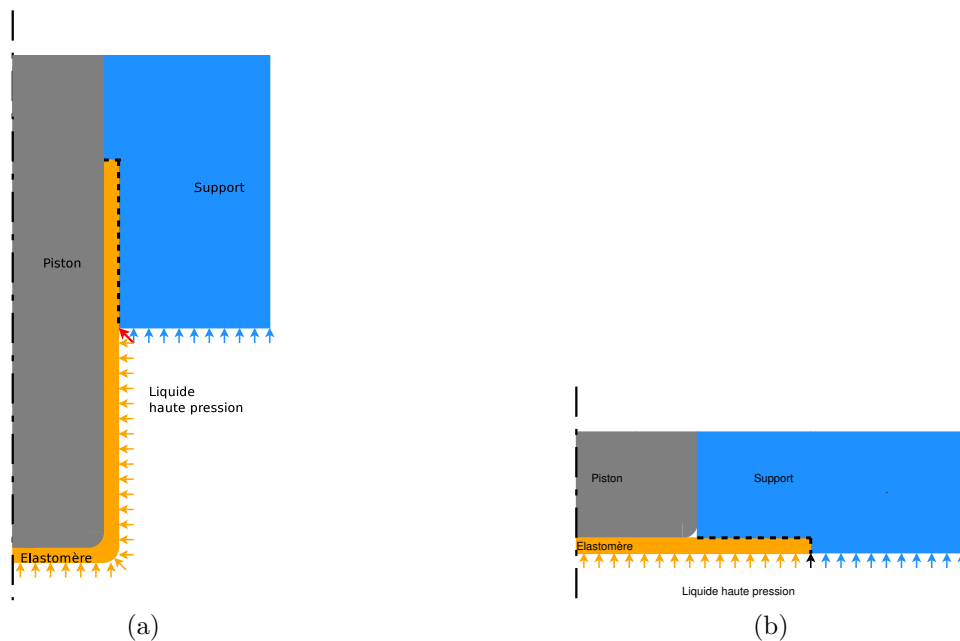 Support
Piston
Liquide
haute pression
Elastomère
(a)
Piston
Support
Elastomère
Liquide haute pression
(b)